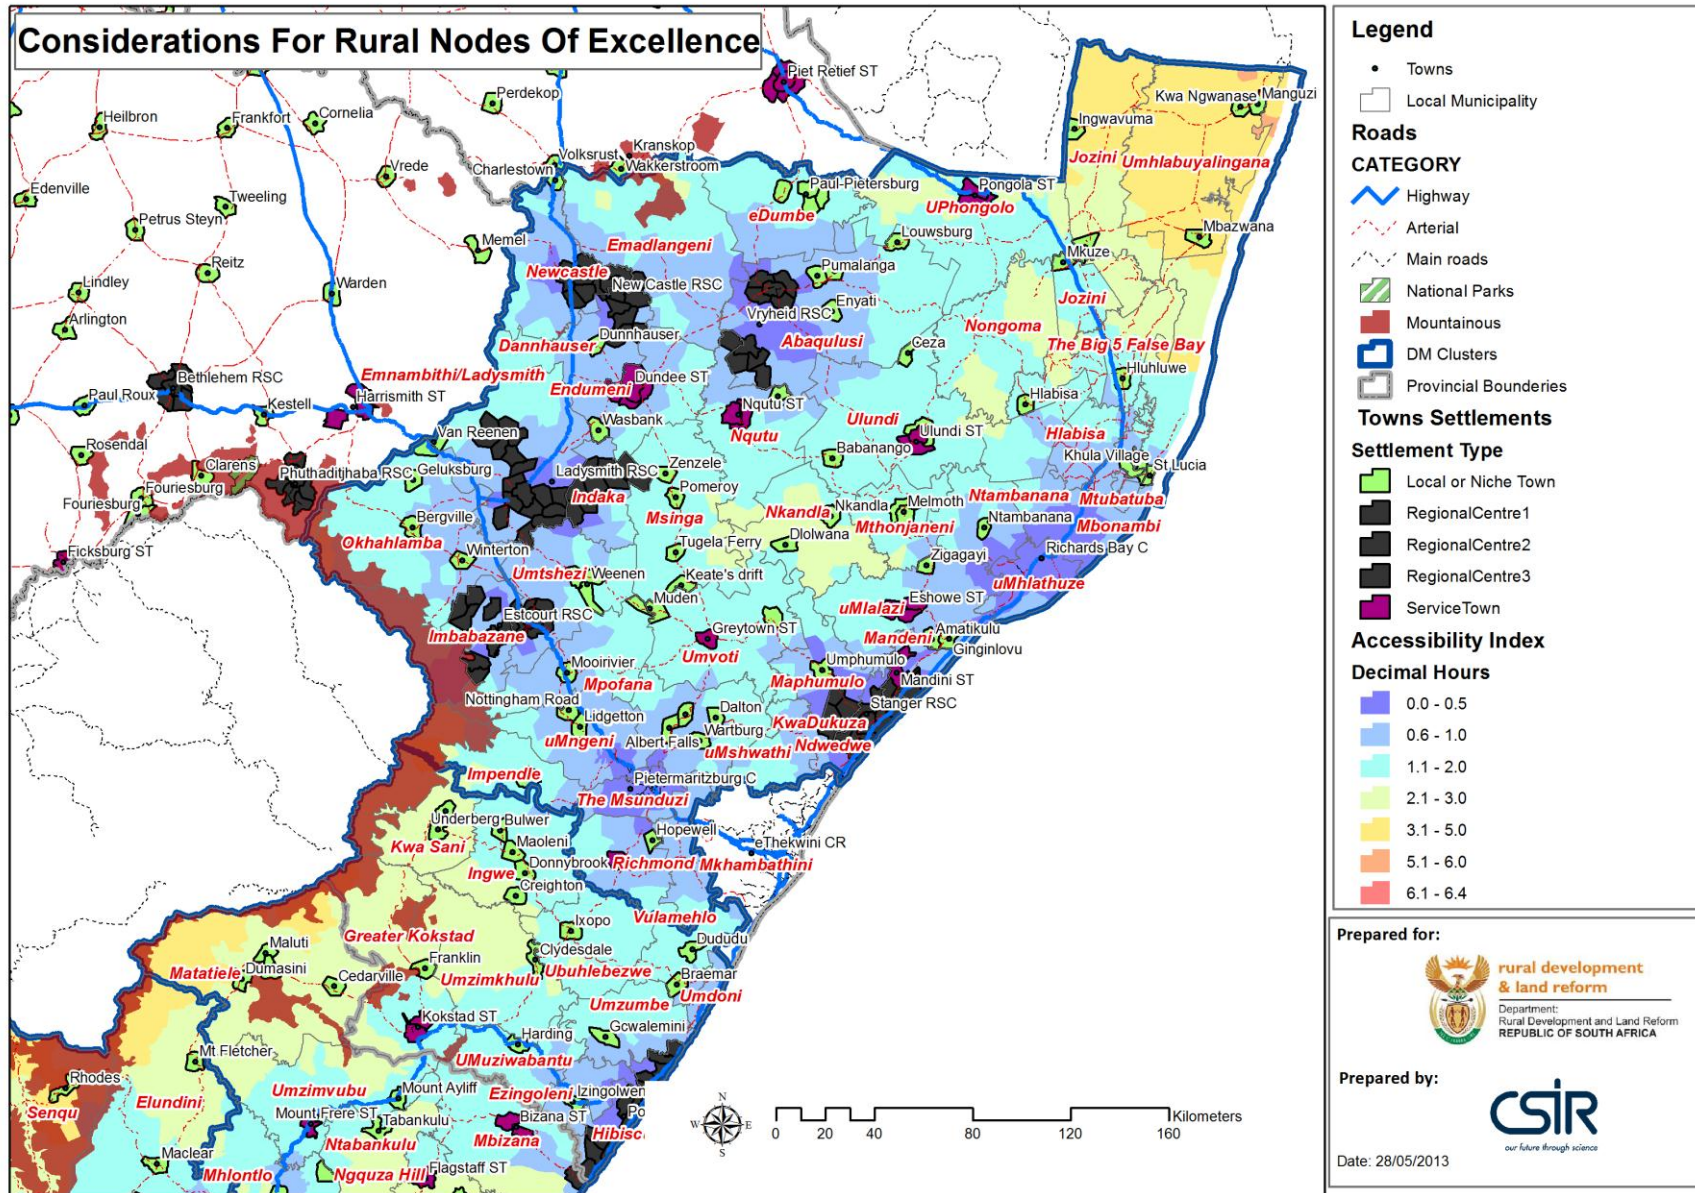 Considerations For Rural Nodes Of Excellence
Piet Retief ST
Perdekop
Heilbron
Frankfort
Cornelia
Kwa Ngwanase
Manguzi
Ingwavuma
Kranskop
Volksrust
Wakkerstroom
Charlestown
Vrede
Jozini
Umhlabuyalingana
Edenville
Tweeling
Paul-Pietersburg
Pongola ST
eDumbe
UPhongolo
Petrus Steyn
Memel
Emadlangeni
Louwsburg
Mbazwana
Mkuze
Reitz
Newcastle
Pumalanga
Lindley
Warden
New Castle RSC
Enyati
Jozini
Arlington
Vryheid RSC
Dunnhauser
Nongoma
Dannhauser
Abaqulusi
The Big 5 False Bay
Ceza
Emnambithi/Ladysmith
Dundee ST
Hluhluwe
Bethlehem RSC
Endumeni
Harrismith ST
Hlabisa
Paul Roux
Kestell
Nqutu ST
Wasbank
Ulundi
Ulundi ST
Van Reenen
Nqutu
Hlabisa
Rosendal
Babanango
Khula Village
Clarens
Phuthaditjhaba RSC
Geluksburg
Ladysmith RSC
Zenzele
St Lucia
Fouriesburg
Pomeroy
Indaka
Ntambanana
Mtubatuba
Fouriesburg
Nkandla
Nkandla
Melmoth
Msinga
Mthonjaneni
Ntambanana
Mbonambi
Bergville
Okhahlamba
Tugela Ferry
Dlolwana
Ficksburg ST
Winterton
Zigagayi
Richards Bay C
Umtshezi
Weenen
Keate's drift
uMhlathuze
Muden
uMlalazi
Eshowe ST
Estcourt RSC
Imbabazane
Greytown ST
Mandeni
Amatikulu
Umvoti
Ginginlovu
Mooirivier
Umphumulo
Mpofana
Maphumulo
Mandini ST
Nottingham Road
Stanger RSC
Lidgetton
Dalton
KwaDukuza
uMngeni
Albert Falls
Wartburg
uMshwathi
Ndwedwe
Impendle
Pietermaritzburg C
The Msunduzi
Underberg
Bulwer
Hopewell
Kwa Sani
Maoleni
eThekwini CR
Donnybrook
Richmond
Mkhambathini
Ingwe
Creighton
Ixopo
Vulamehlo
Greater Kokstad
Dududu
Maluti
Clydesdale
Matatiele
Dumasini
Franklin
Ubuhlebezwe
Cedarville
Umzimkhulu
Braemar
Umdoni
Umzumbe
Kokstad ST
Harding
Gcwalemini
Mt Fletcher
UMuziwabantu
Rhodes
Umzimvubu
Mount Ayliff
Ezingoleni
Izingolwen
Senqu
Elundini
Mount Frere ST
Tabankulu
Bizana ST
Po
Ntabankulu
Mbizana
Hibisc
Maclear
Mhlontlo
Ngquza Hill
Flagstaff ST
N
W
E
S
Kilometers
0 20 40 80 120 160
Legend
Towns
Local Municipality
Roads
CATEGORY
Highway
Arterial
Main roads
National Parks
Mountainous
DM Clusters
Provincial Bounderies
Towns Settlements
Settlement Type
Local or Niche Town
RegionalCentre1
RegionalCentre2
RegionalCentre3
ServiceTown
Accessibility Index
Decimal Hours
0.0 - 0.5
0.6 - 1.0
1.1 - 2.0
2.1 - 3.0
3.1 - 5.0
5.1 - 6.0
6.1 - 6.4
Prepared for:
rural development
& land reform
Department:
Rural Development and Land Reform
REPUBLIC OF SOUTH AFRICA
Prepared by:
CSIR
our future through science
Date: 28/05/2013